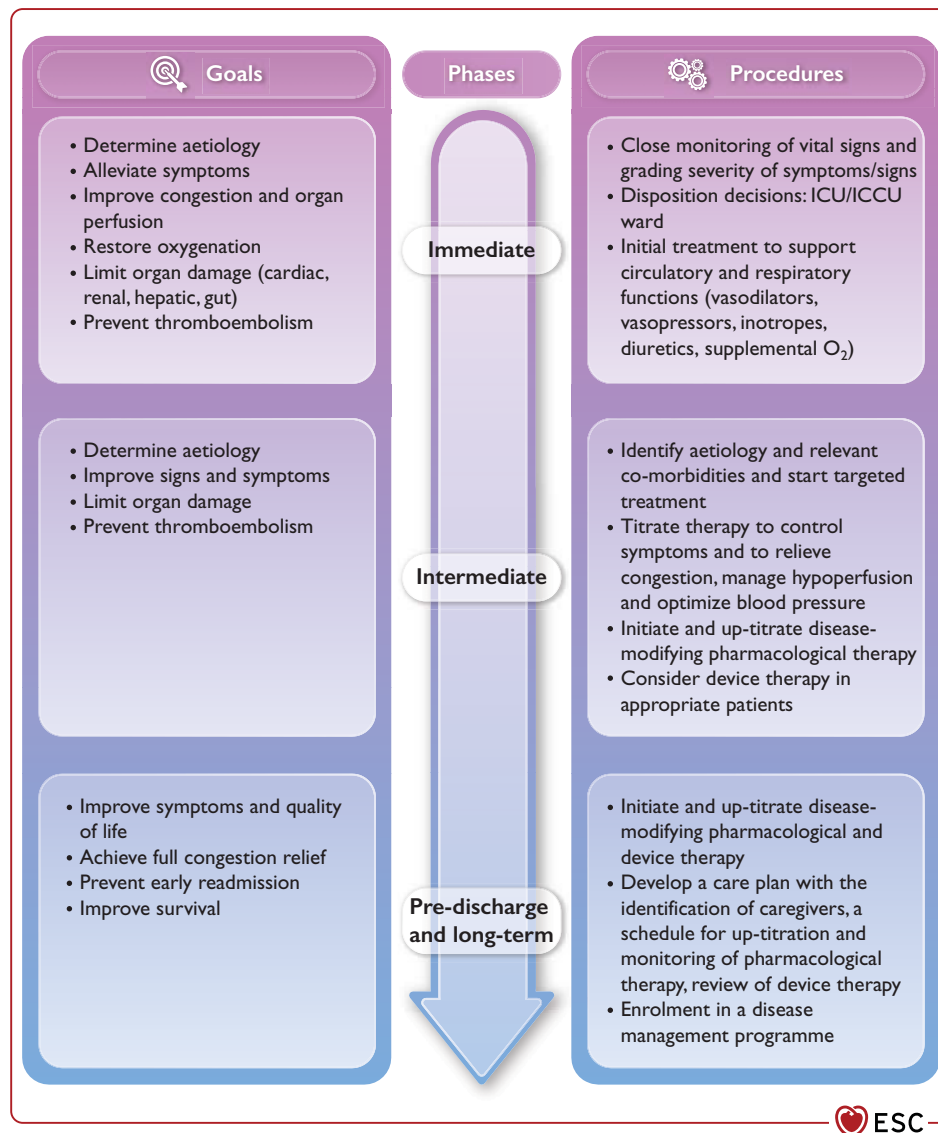 Goals
Phases
Procedures
• Determine aetiology
• Alleviate symptoms
• Improve congestion and organ
perfusion
• Restore oxygenation
• Limit organ damage (cardiac,
renal, hepatic, gut)
• Prevent thromboembolism
Immediate
• Close monitoring of vital signs and
grading severity of symptoms/signs
• Disposition decisions: ICU/ICCU
ward
• Initial treatment to support
circulatory and respiratory
functions (vasodilators,
vasopressors, inotropes,
diuretics, supplemental O₂)
• Determine aetiology
• Improve signs and symptoms
• Limit organ damage
• Prevent thromboembolism
Intermediate
• Identify aetiology and relevant
co-morbidities and start targeted
treatment
• Titrate therapy to control
symptoms and to relieve
congestion, manage hypoperfusion
and optimize blood pressure
• Initiate and up-titrate disease-
modifying pharmacological therapy
• Consider device therapy in
appropriate patients
• Improve symptoms and quality
of life
• Achieve full congestion relief
• Prevent early readmission
• Improve survival
Pre-discharge
and long-term
• Initiate and up-titrate disease-
modifying pharmacological and
device therapy
• Develop a care plan with the
identification of caregivers, a
schedule for up-titration and
monitoring of pharmacological
therapy, review of device therapy
• Enrolment in a disease
management programme
ESC